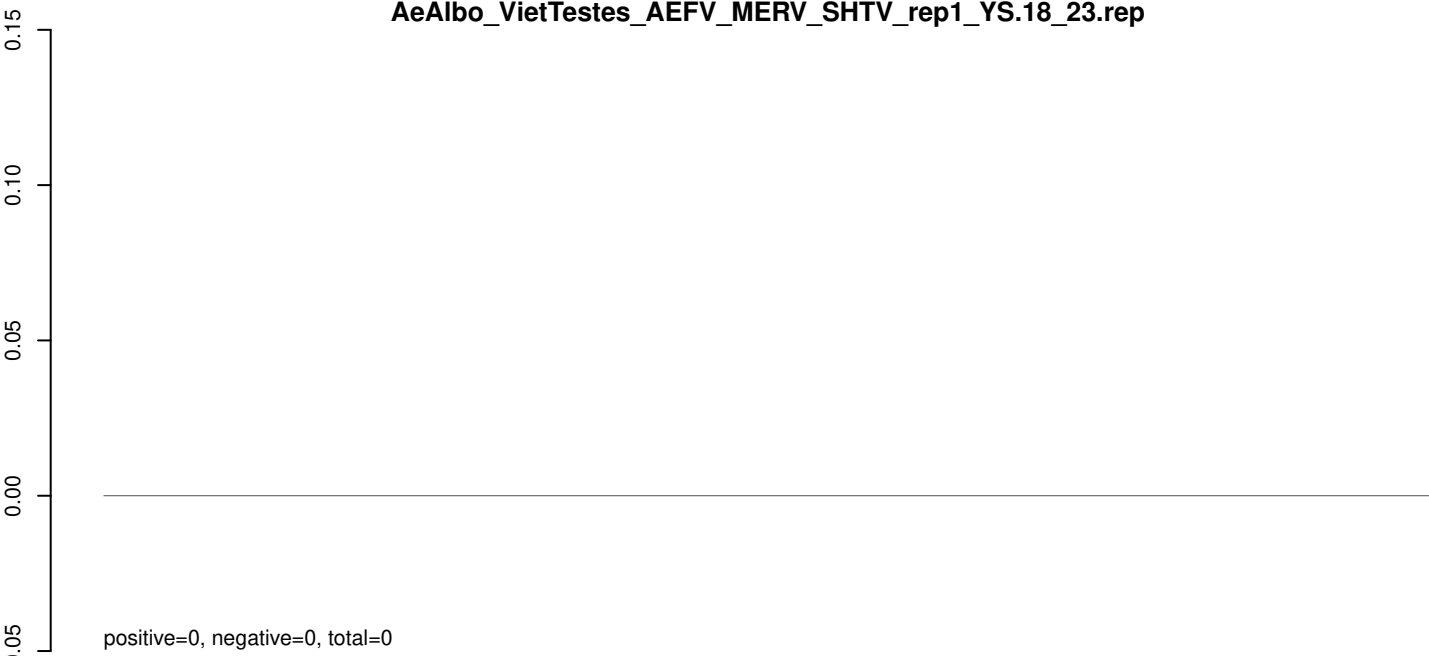 AeAlbo_VietTestes_AEFV_MERV_SHTV_rep1_YS.18_23.rep
0.15
0.10
0.05
0.00
positive=0, negative=0, total=0